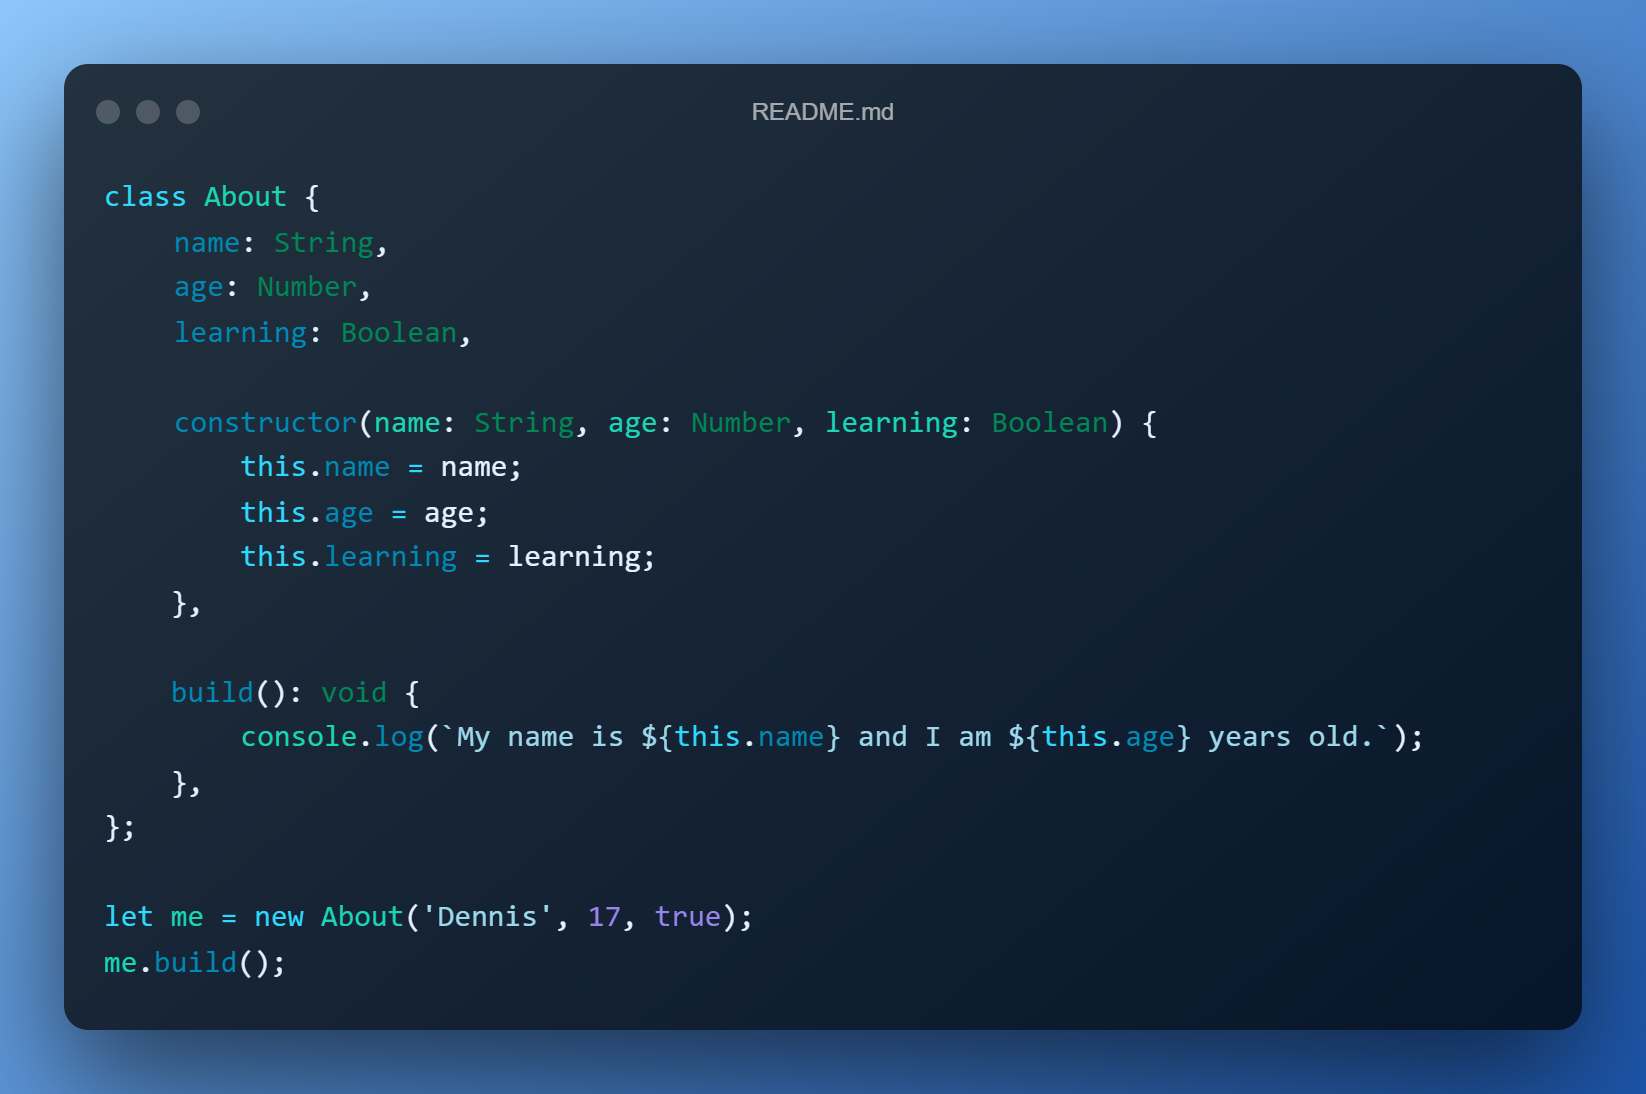 README.md
class About {
    name: String,
    age: Number,
    learning: Boolean,

    constructor(name: String, age: Number, learning: Boolean) {
        this.name = name;
        this.age = age;
        this.learning = learning;
    },

    build(): void {
        console.log(`My name is ${this.name} and I am ${this.age} years old.`);
    },
};

let me = new About('Dennis', 17, true);
me.build();